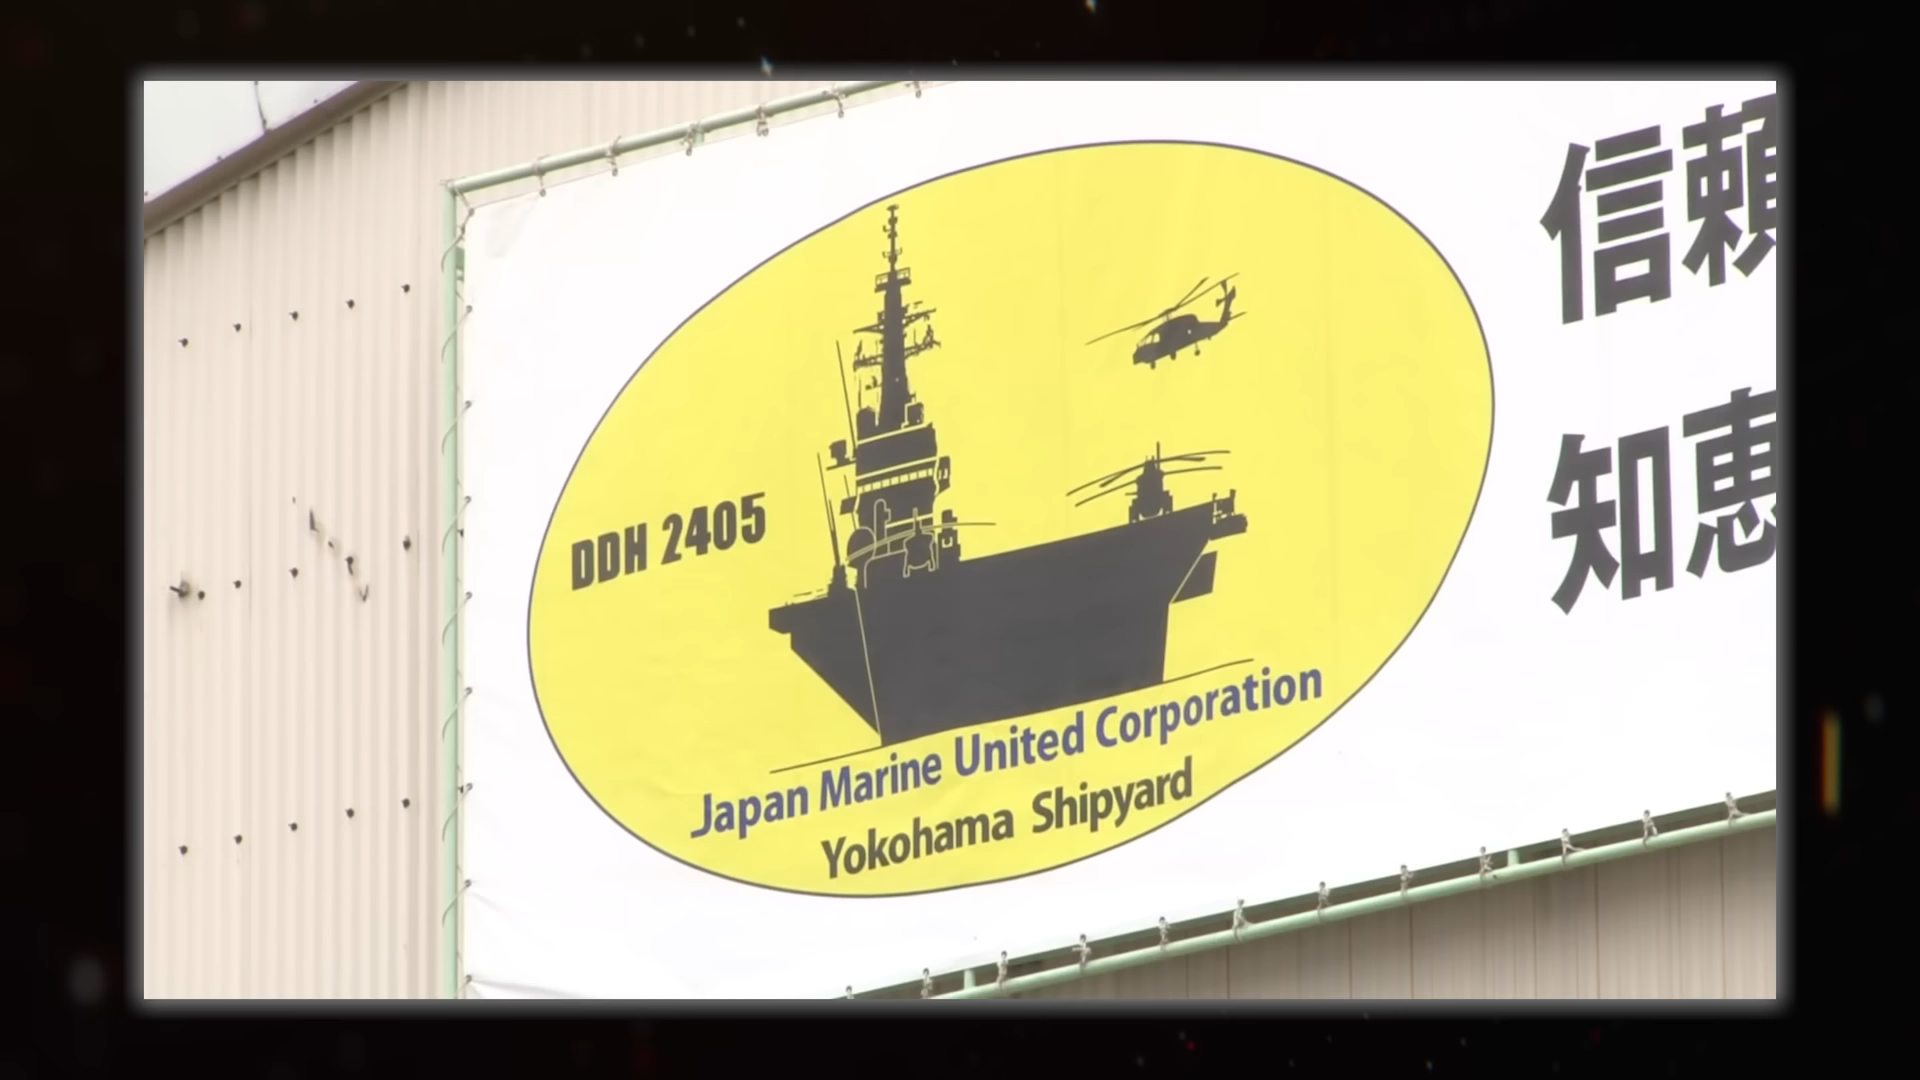 DDH 2405
Japan Marine United Corporation
Yokohama Shipyard
信頼
知恵